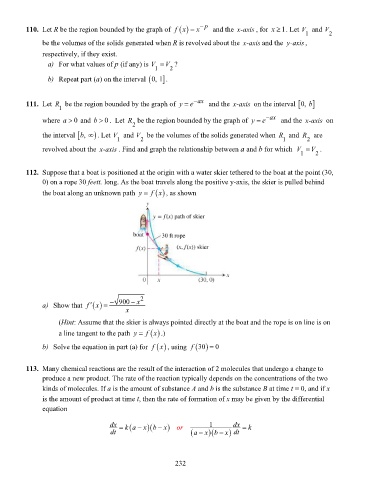 110. Let R be the region bounded by the graph of f(x) = x^{-p} and the x-axis, for x ≥ 1. Let V_1 and V_2
be the volumes of the solids generated when R is revolved about the x-axis and the y-axis,
respectively, if they exist.
a) For what values of p (if any) is V_1 = V_2?
b) Repeat part (a) on the interval (0, 1].
111. Let R_1 be the region bounded by the graph of y = e^{-ax} and the x-axis on the interval [0, b]
where a > 0 and b > 0. Let R_2 be the region bounded by the graph of y = e^{-ax} and the x-axis on
the interval [b, ∞). Let V_1 and V_2 be the volumes of the solids generated when R_1 and R_2 are
revolved about the x-axis. Find and graph the relationship between a and b for which V_1 = V_2.
112. Suppose that a boat is positioned at the origin with a water skier tethered to the boat at the point (30,
0) on a rope 30 feett. long. As the boat travels along the positive y-axis, the skier is pulled behind
the boat along an unknown path y = f(x), as shown
y
y = f(x) path of skier
boat
30 ft rope
f(x)
(x, f(x)) skier
x
0 x (30, 0)
a) Show that f'(x) = -√(900 - x^2) / x
(Hint: Assume that the skier is always pointed directly at the boat and the rope is on line is on
a line tangent to the path y = f(x).)
b) Solve the equation in part (a) for f(x), using f(30) = 0
113. Many chemical reactions are the result of the interaction of 2 molecules that undergo a change to
produce a new product. The rate of the reaction typically depends on the concentrations of the two
kinds of molecules. If a is the amount of substance A and b is the substance B at time t = 0, and if x
is the amount of product at time t, then the rate of formation of x may be given by the differential
equation
dx/dt = k(a - x)(b - x) or 1/((a - x)(b - x)) dx/dt = k
232